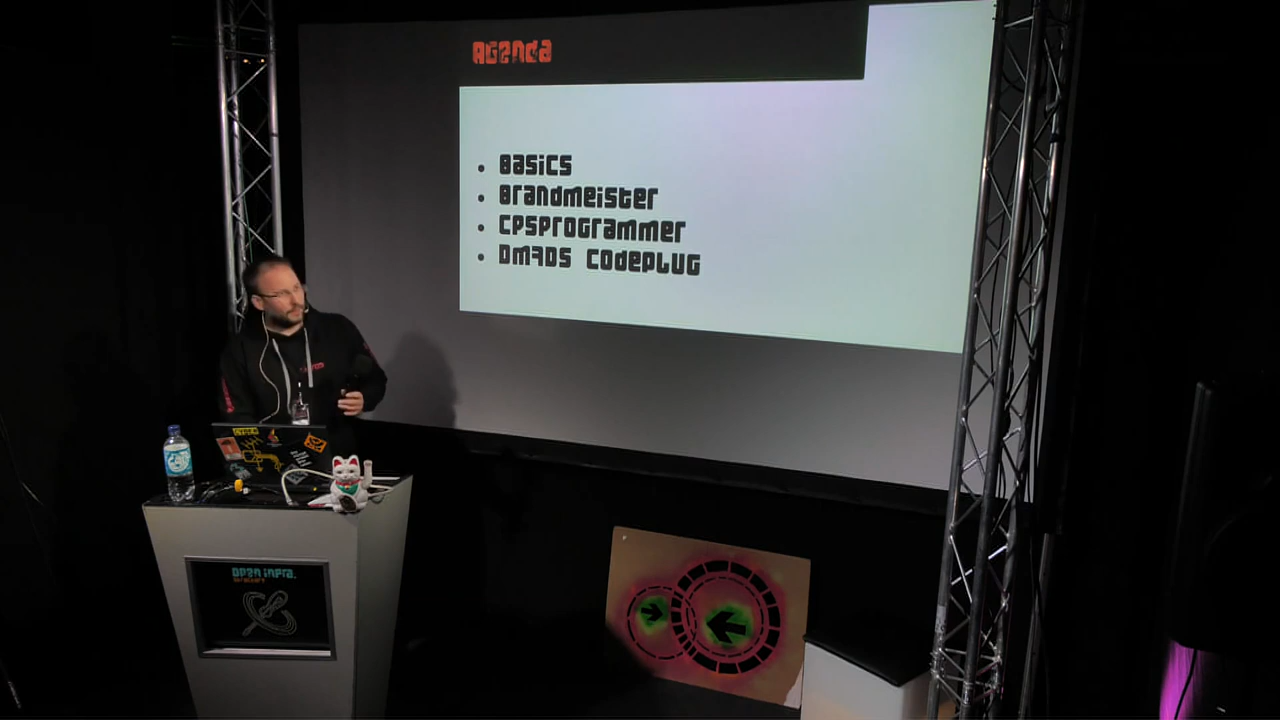 Agenda
Basics
Brandmeister
CPSProgrammer
DM7DS Codeplug
Open infra.